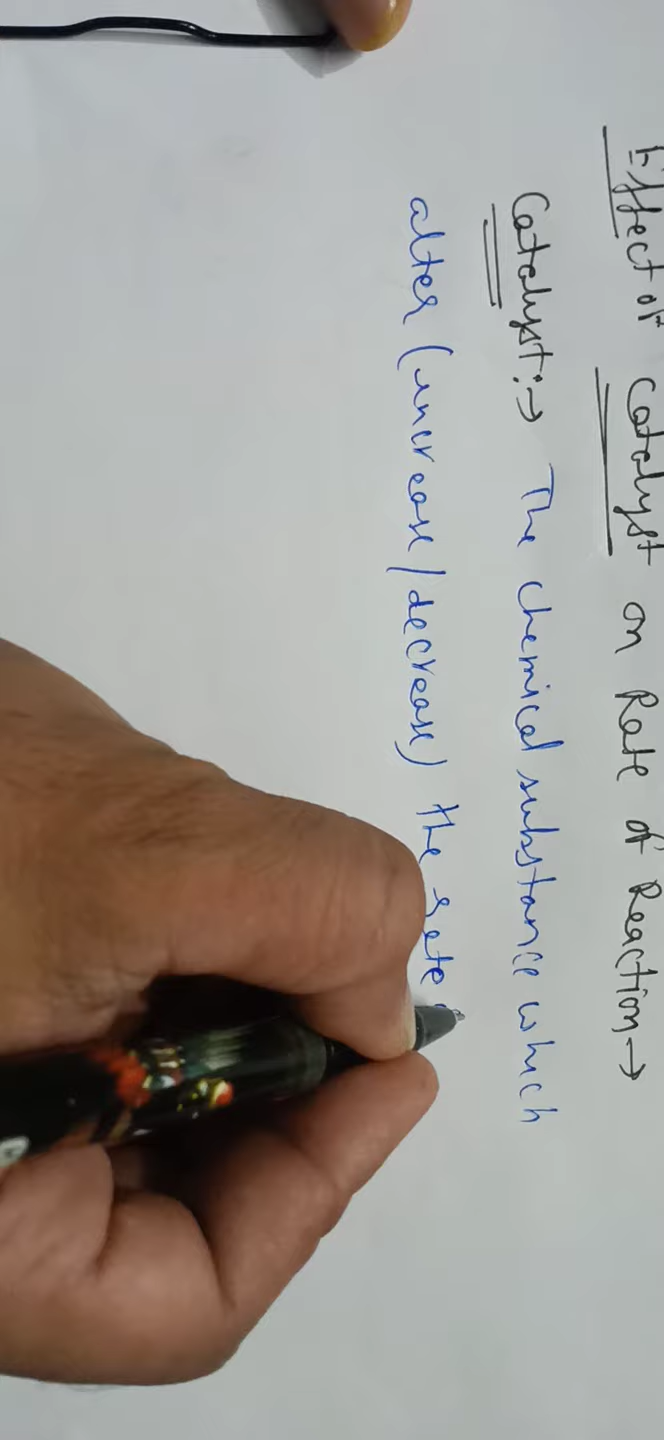 Effect of Catalyst on Rate of Reaction→
Catalyst:→ The chemical substance which
alter (increase/decrease) the rate